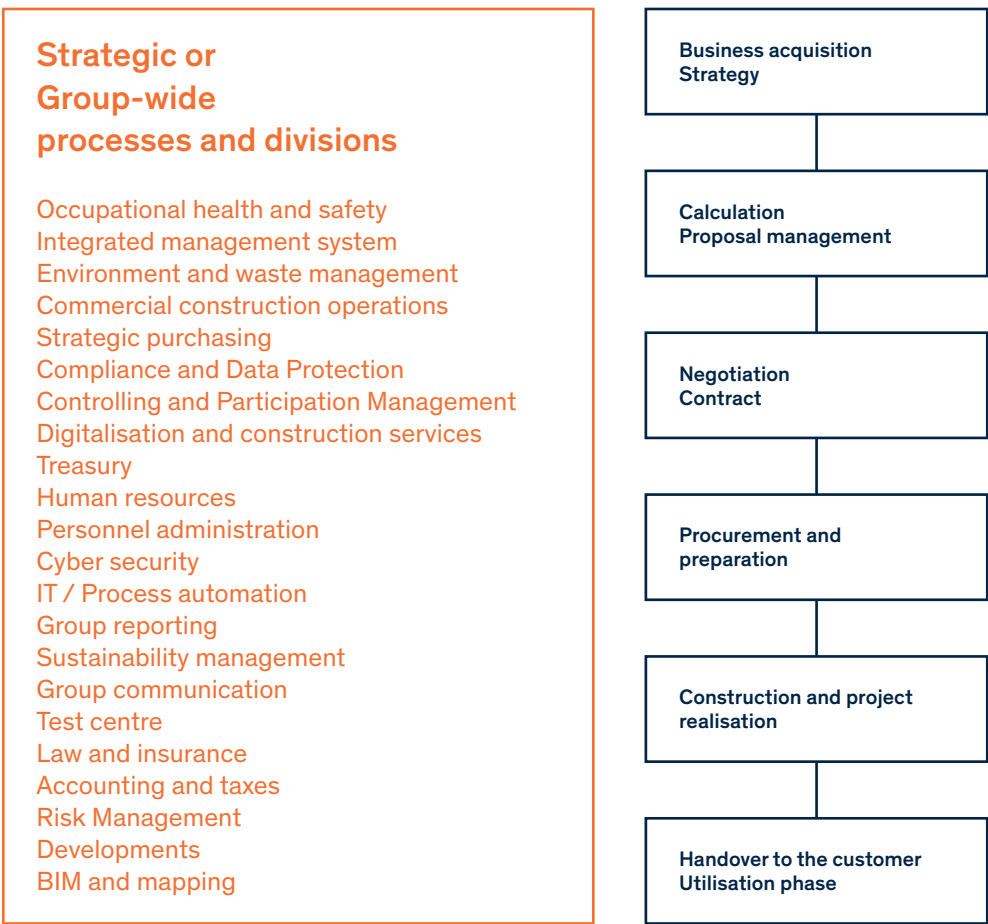 Strategic or
Group-wide
processes and divisions
Occupational health and safety
Integrated management system
Environment and waste management
Commercial construction operations
Strategic purchasing
Compliance and Data Protection
Controlling and Participation Management
Digitalisation and construction services
Treasury
Human resources
Personnel administration
Cyber security
IT / Process automation
Group reporting
Sustainability management
Group communication
Test centre
Law and insurance
Accounting and taxes
Risk Management
Developments
BIM and mapping
Business acquisition
Strategy
Calculation
Proposal management
Negotiation
Contract
Procurement and
preparation
Construction and project
realisation
Handover to the customer
Utilisation phase